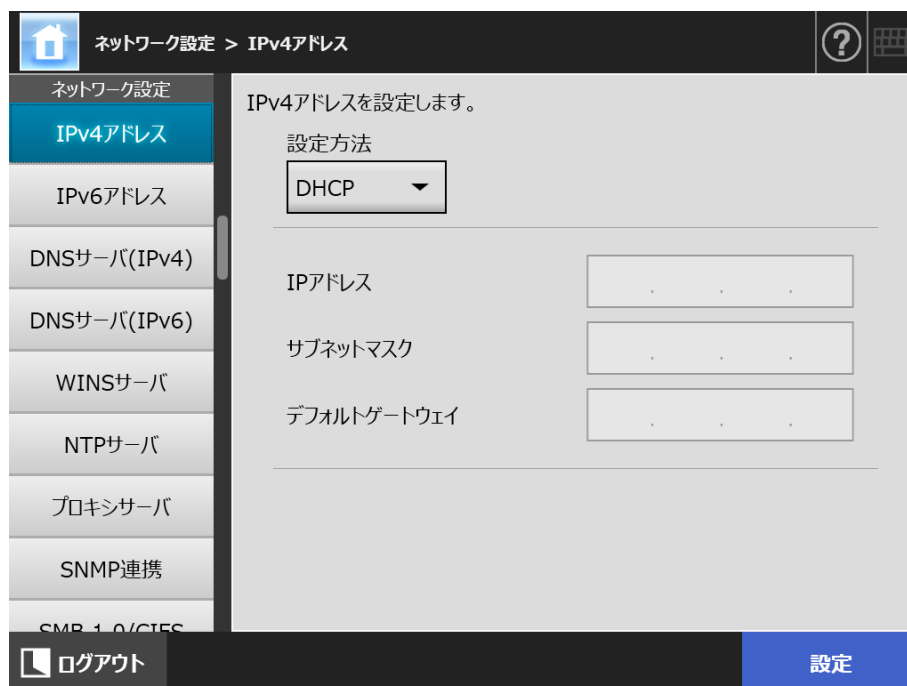 ネットワーク設定 > IPv4アドレス
ネットワーク設定
IPv4アドレス
IPv6アドレス
DNSサーバ(IPv4)
DNSサーバ(IPv6)
WINSサーバ
NTPサーバ
プロキシサーバ
SNMP連携
SMB 1.0/CIFS
IPv4アドレスを設定します。
設定方法
DHCP
IPアドレス
サブネットマスク
デフォルトゲートウェイ
ログアウト
設定